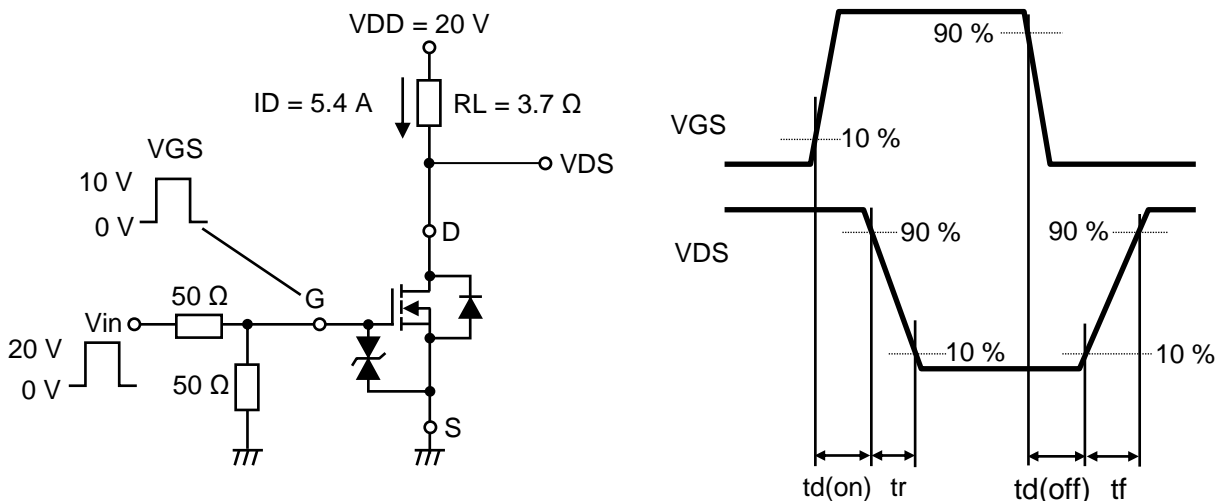 VDD = 20 V
ID = 5.4 A
RL = 3.7 Ω
VGS
10 V
0 V
VDS
D
50 Ω
G
Vin
20 V
0 V
50 Ω
S
90 %
VGS
10 %
VDS
90 %
90 %
10 %
10 %
td(on)
tr
td(off)
tf